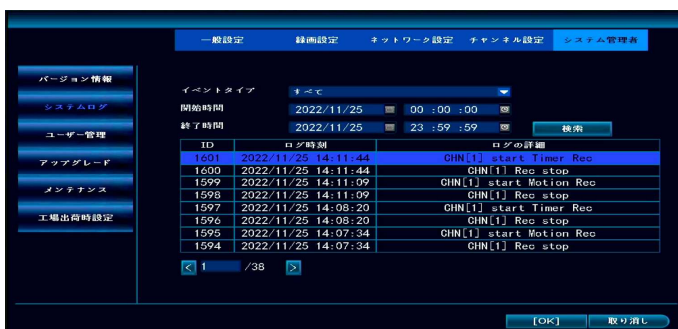 一般設定 録画設定 ネットワーク設定 チャンネル設定 システム管理者
バージョン情報
システムログ
ユーザー管理
アップグレード
メンテナンス
工場出荷時設定
イベントタイプ すべて
開始時間 2022/11/25 00 :00 :00
終了時間 2022/11/25 23 :59 :59 検索
ID ログ時刻 ログの詳細
1601 2022/11/25 14:11:44 CHN[1] start Timer Rec
1600 2022/11/25 14:11:44 CHN[1] Rec stop
1599 2022/11/25 14:11:09 CHN[1] start Motion Rec
1598 2022/11/25 14:11:09 CHN[1] Rec stop
1597 2022/11/25 14:08:20 CHN[1] start Timer Rec
1596 2022/11/25 14:08:20 CHN[1] Rec stop
1595 2022/11/25 14:07:34 CHN[1] start Motion Rec
1594 2022/11/25 14:07:34 CHN[1] Rec stop
< 1 /38 >
[OK] 取り消し